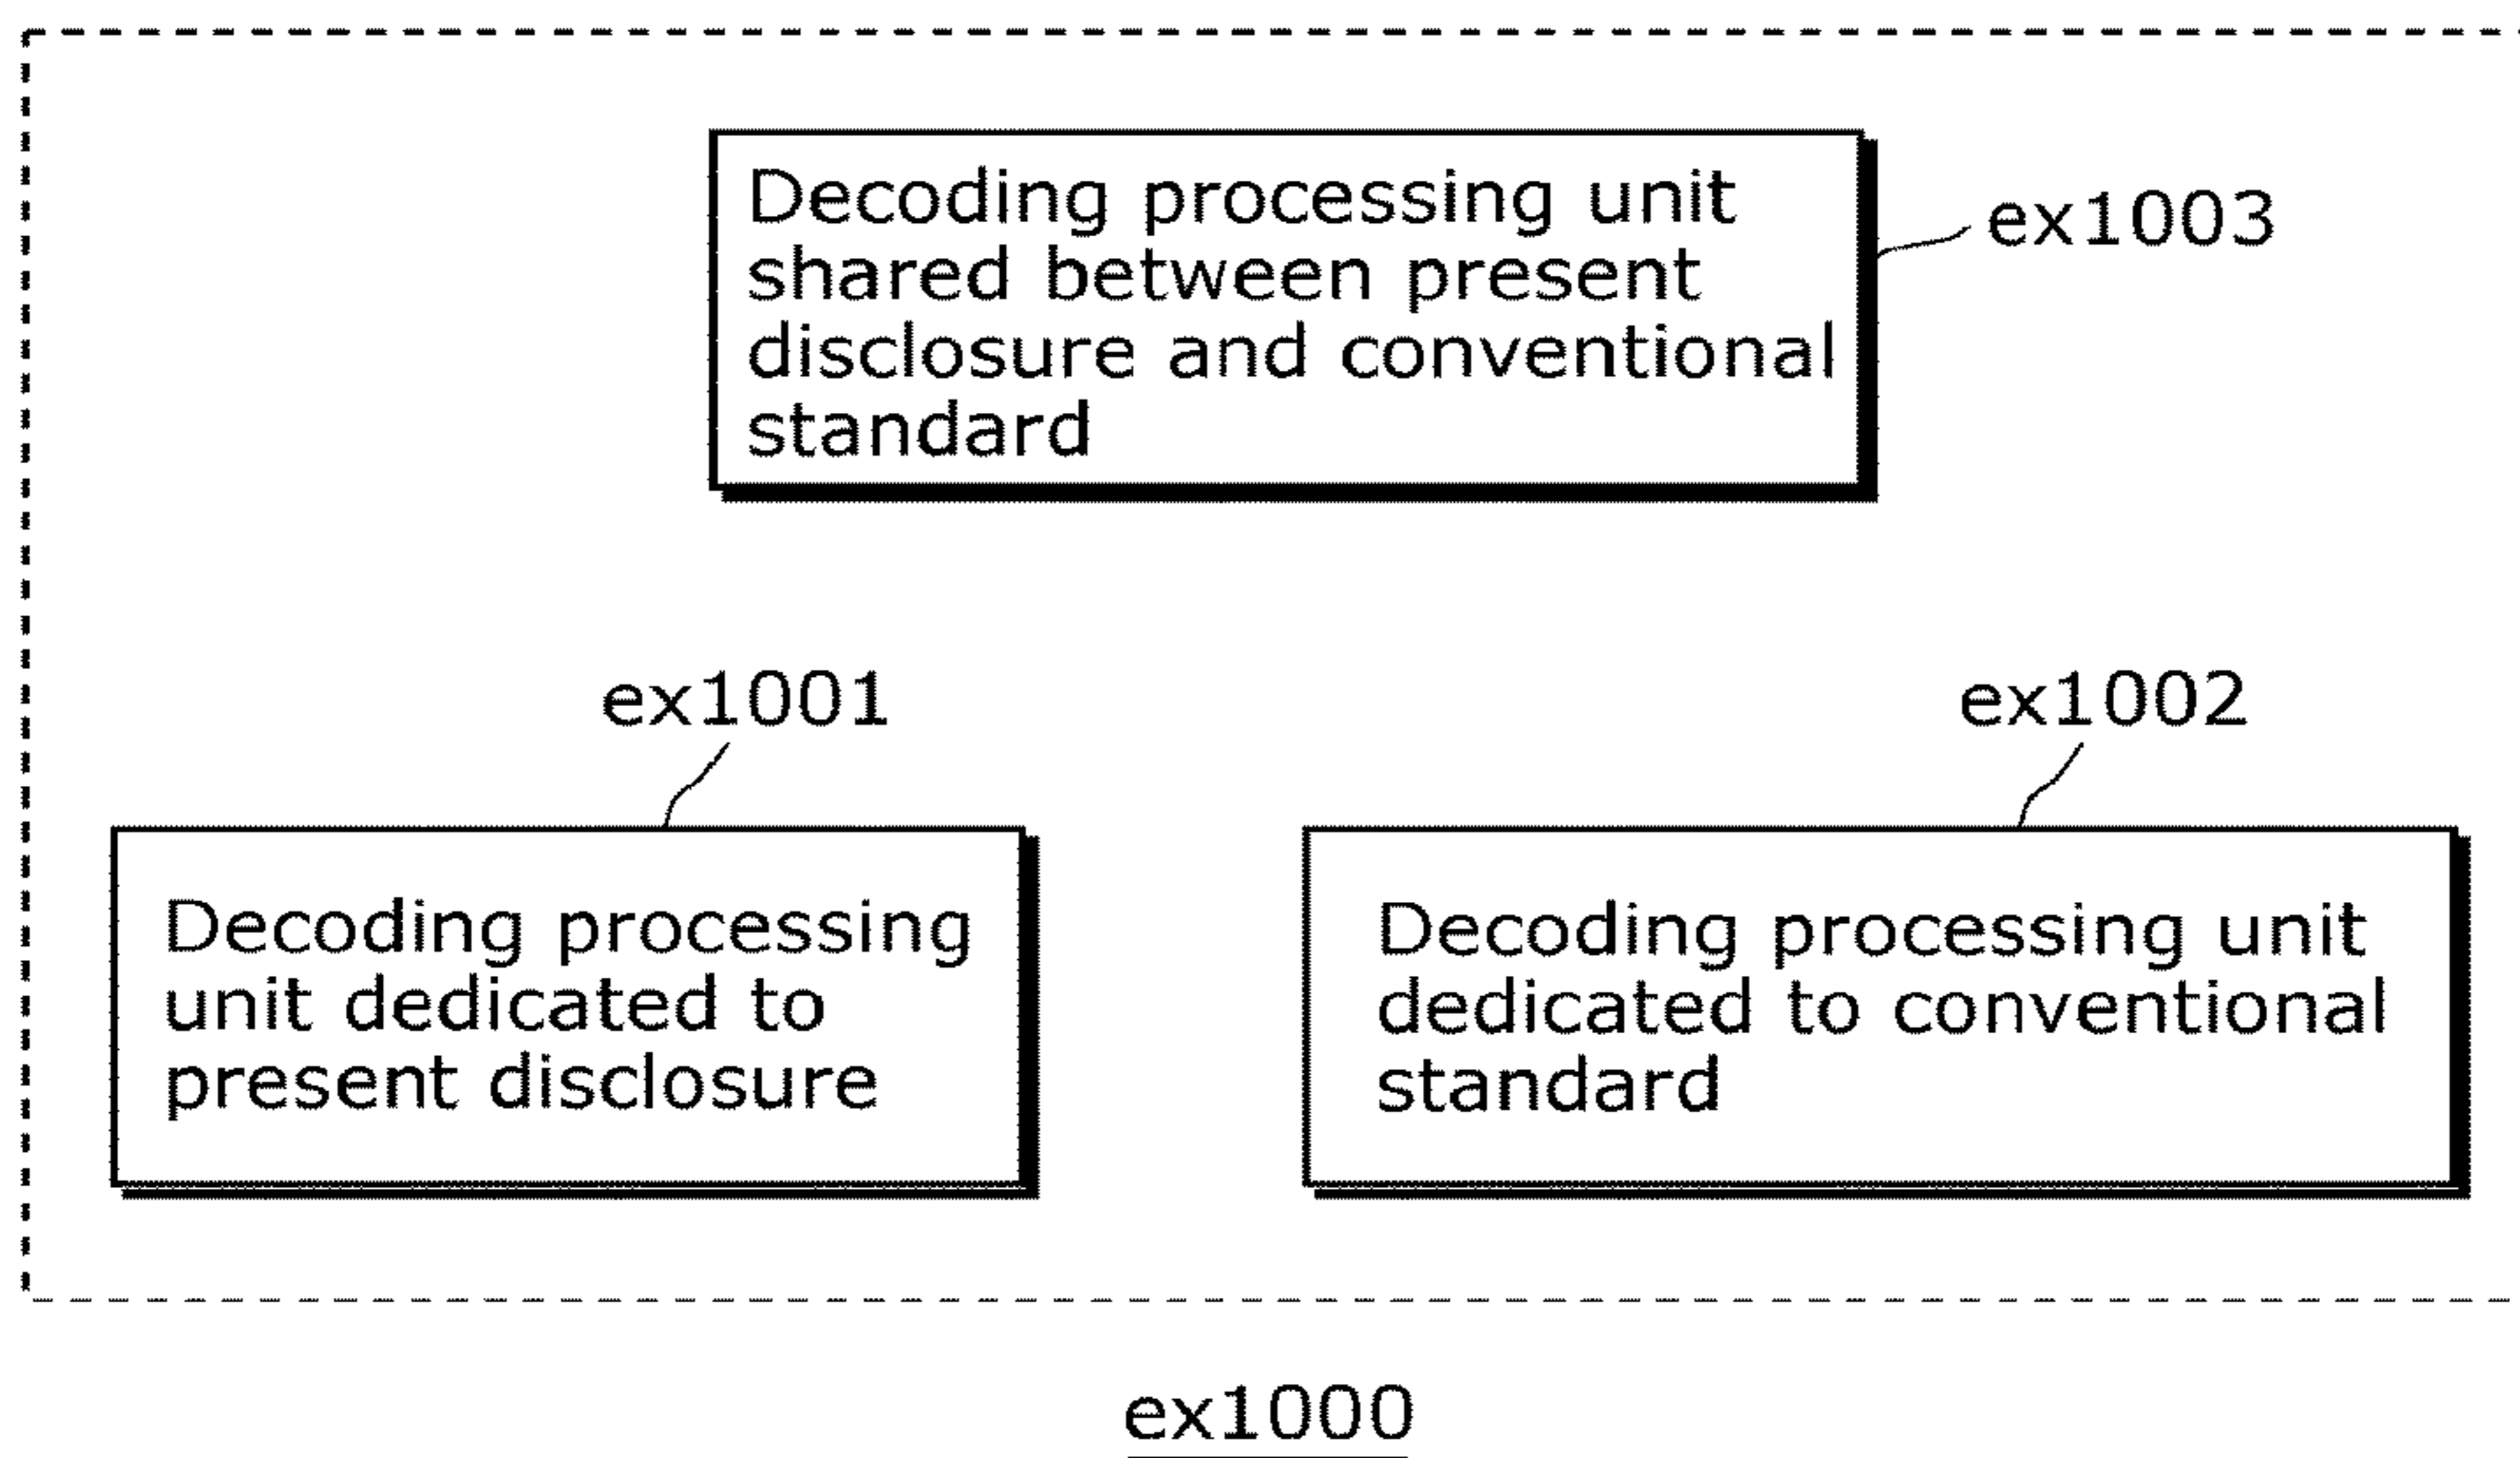 Decoding processing unit
shared between present
disclosure and conventional
standard
ex1003
ex1001
ex1002
Decoding processing
unit dedicated to
present disclosure
Decoding processing unit
dedicated to conventional
standard
ex1000